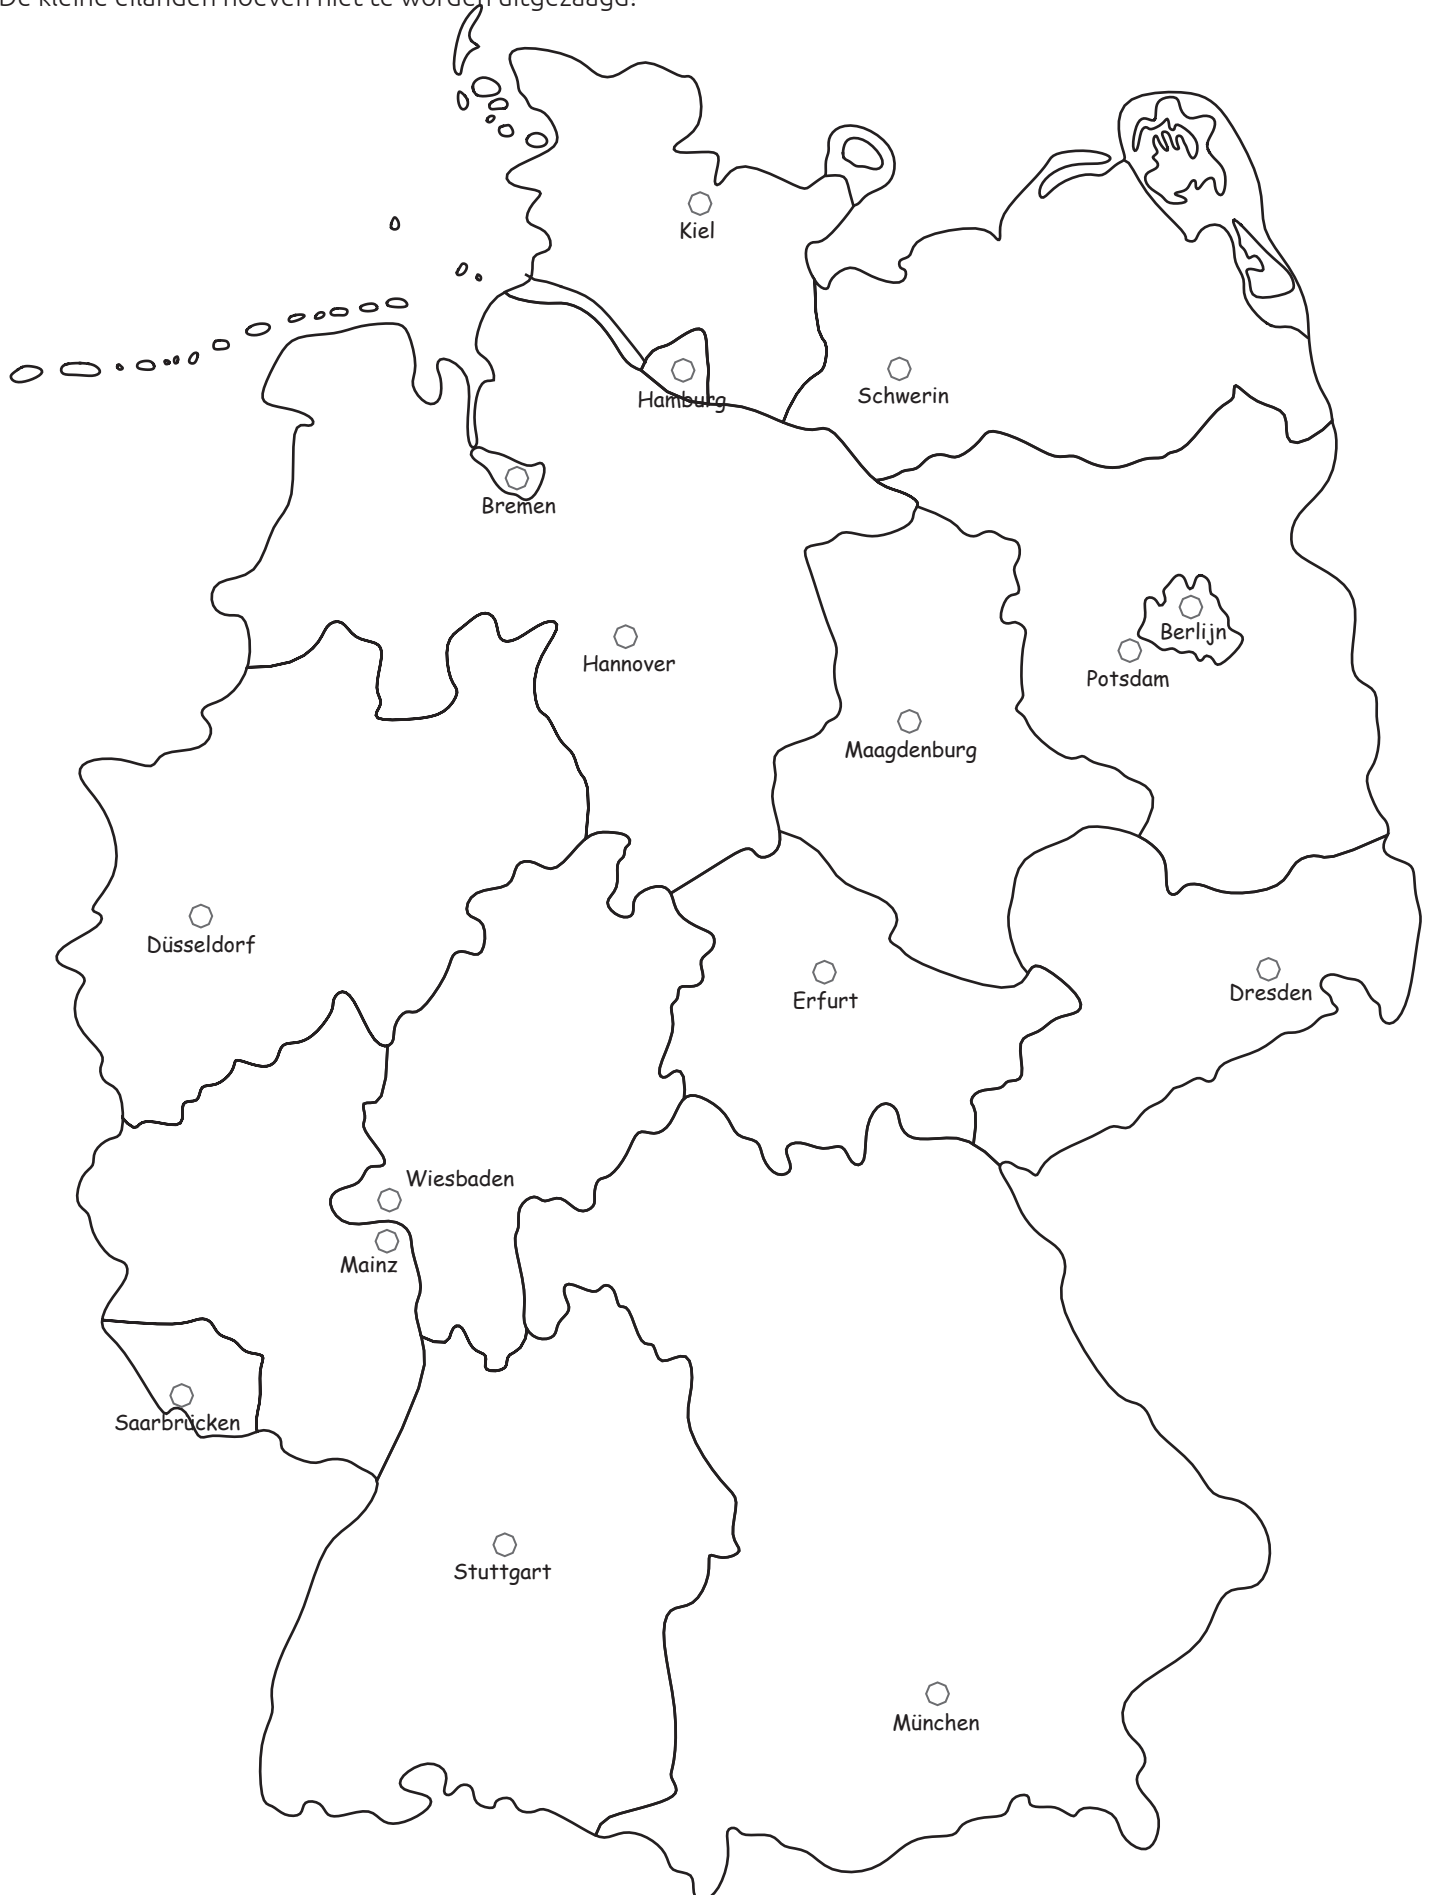 De kleine eilanden hoeven niet te worden uitgezaagd.
Kiel
Hamburg
Schwerin
Bremen
Hannover
Berlijn
Potsdam
Maagdenburg
Düsseldorf
Erfurt
Dresden
Wiesbaden
Mainz
Saarbrücken
Stuttgart
München